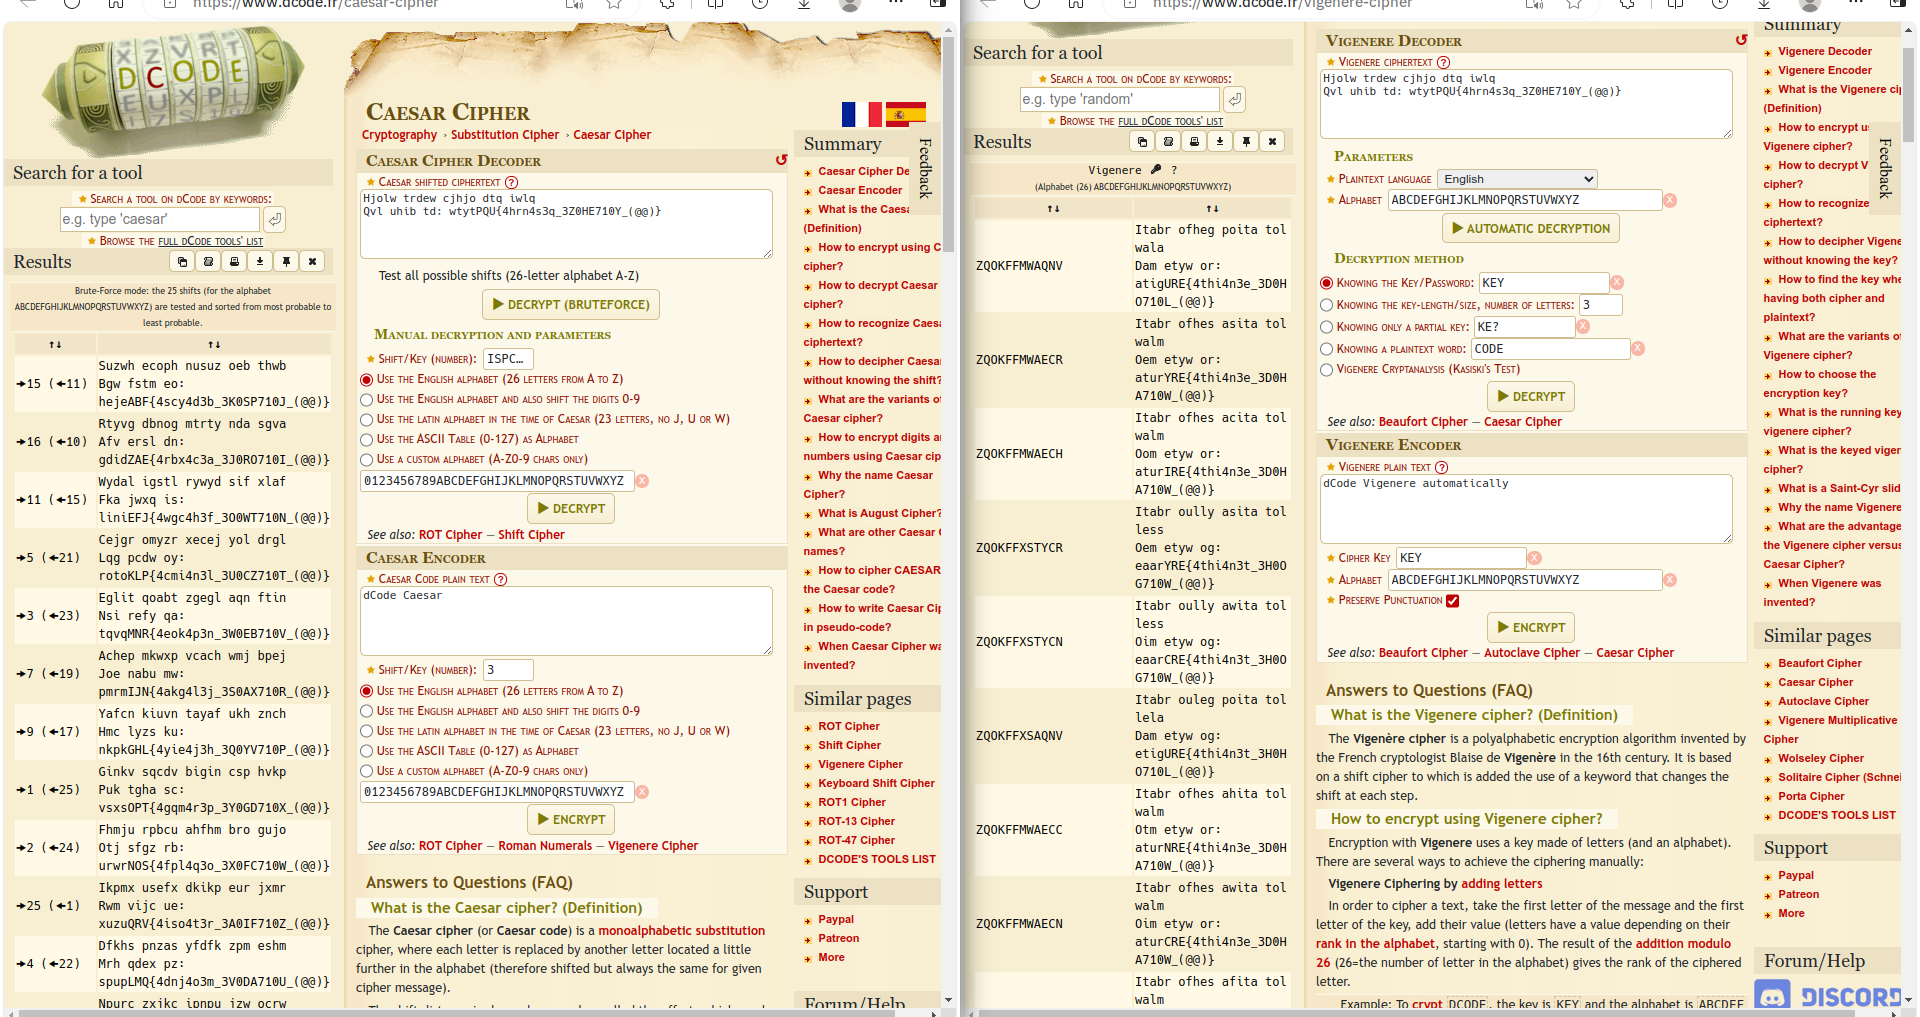 https://www.dcode.fr/caesar-cipher
DCODE
Search for a tool
★ Search a tool on dCode by keywords:
e.g. type 'caesar'
★ Browse the full dCode tools' list
Results
Brute-Force mode: the 25 shifts (for the alphabet
ABCDEFGHIJKLMNOPQRSTUVWXYZ) are tested and sorted from most probable to
least probable.
↑↓ ↑↓
➔15 (←11) Suzwh ecoph nusuz oeb thwb
Bgw fstm eo:
hejeABF{4scy4d3b_3K0SP710J_(@@)}
➔16 (←10) Rtyvg dbnog mtrty nda sgva
Afv ersl dn:
gdidZAE{4rbx4c3a_3J0RO710I_(@@)}
➔11 (←15) Wydal igstl rywyd sif xlaf
Fka jwxq is:
liniEFJ{4wgc4h3f_3O0WT710N_(@@)}
➔5 (←21) Cejgr omyzr xecej yol drgl
Lqg pcdw oy:
rotoKLP{4cmi4n3l_3U0CZ710T_(@@)}
➔3 (←23) Eglit qoabt zgegl aqn ftin
Nsi refy qa:
tqvqMNR{4eok4p3n_3W0EB710V_(@@)}
➔7 (←19) Achep mkwxp vcach wmj bpej
Joe nabu mw:
pmrmIJN{4akg4l3j_3S0AX710R_(@@)}
➔9 (←17) Yafcn kiuvn tayaf ukh znch
Hmc lyzs ku:
nkpkGHL{4yie4j3h_3Q0YV710P_(@@)}
➔1 (←25) Ginkv sqcdv bigin csp hvkp
Puk tgha sc:
vsxsOPT{4gqm4r3p_3Y0GD710X_(@@)}
➔2 (←24) Fhmju rpbcu ahfhm bro gujo
Otj sfgz rb:
urwrNOS{4fpl4q3o_3X0FC710W_(@@)}
➔25 (←1) Ikpmx usefx dkikp eur jxmr
Rwm vijc ue:
xuzuQRV{4iso4t3r_3A0IF710Z_(@@)}
➔4 (←22) Dfkhs pnzas yfdfk zpm eshm
Mrh qdex pz:
spupLMQ{4dnj4o3m_3V0DA710U_(@@)}
Npurc zxikc ipnpu jzw ocrw
Caesar Cipher
Cryptography › Substitution Cipher › Caesar Cipher
Caesar Cipher Decoder
★ Caesar shifted ciphertext ?
Hjolw trdew cjhjo dtq iwlq
Qvl uhib td: wtytPQU{4hrn4s3q_3Z0HE710Y_(@@)}
Test all possible shifts (26-letter alphabet A-Z)
▶ Decrypt (Bruteforce)
Manual decryption and parameters
★ Shift/Key (number): ISPC…
Use the English alphabet (26 letters from A to Z)
Use the English alphabet and also shift the digits 0-9
Use the latin alphabet in the time of Caesar (23 letters, no J, U or W)
Use the ASCII Table (0-127) as Alphabet
Use a custom alphabet (A-Z0-9 chars only)
0123456789ABCDEFGHIJKLMNOPQRSTUVWXYZ x
▶ Decrypt
See also: ROT Cipher – Shift Cipher
Caesar Encoder
★ Caesar Code plain text ?
dCode Caesar
★ Shift/Key (number): 3
Use the English alphabet (26 letters from A to Z)
Use the English alphabet and also shift the digits 0-9
Use the latin alphabet in the time of Caesar (23 letters, no J, U or W)
Use the ASCII Table (0-127) as Alphabet
Use a custom alphabet (A-Z0-9 chars only)
0123456789ABCDEFGHIJKLMNOPQRSTUVWXYZ x
▶ Encrypt
See also: ROT Cipher – Roman Numerals – Vigenere Cipher
Answers to Questions (FAQ)
What is the Caesar cipher? (Definition)
The Caesar cipher (or Caesar code) is a monoalphabetic substitution
cipher, where each letter is replaced by another letter located a little
further in the alphabet (therefore shifted but always the same for given
cipher message).
Summary
Feedback
Caesar Cipher De
Caesar Encoder
What is the Caesa
(Definition)
How to encrypt using C
cipher?
How to decrypt Caesar
cipher?
How to recognize Caesa
ciphertext?
How to decipher Caesar
without knowing the shift?
What are the variants of
Caesar cipher?
How to encrypt digits a
numbers using Caesar cip
Why the name Caesar
Cipher?
What is August Cipher?
What are other Caesar
names?
How to cipher CAESAR
the Caesar code?
How to write Caesar Cip
in pseudo-code?
When Caesar Cipher wa
invented?
Similar pages
ROT Cipher
Shift Cipher
Vigenere Cipher
Keyboard Shift Cipher
ROT1 Cipher
ROT-13 Cipher
ROT-47 Cipher
DCODE'S TOOLS LIST
Support
Paypal
Patreon
More
Forum/Help
https://www.dcode.fr/vigenere-cipher
Search for a tool
★ Search a tool on dCode by keywords:
e.g. type 'random'
★ Browse the full dCode tools' list
Results
Vigenere ?
(Alphabet (26) ABCDEFGHIJKLMNOPQRSTUVWXYZ)
↑↓ ↑↓
ZQOKFFMWAQNV Itabr ofheg poita tol
wala
Dam etyw or:
atigURE{4thi4n3e_3D0H
O710L_(@@)}
ZQOKFFMWAECR Itabr ofhes asita tol
walm
Oem etyw or:
aturYRE{4thi4n3e_3D0H
A710W_(@@)}
ZQOKFFMWAECH Itabr ofhes acita tol
walm
Oom etyw or:
aturIRE{4thi4n3e_3D0H
A710W_(@@)}
ZQOKFFXSTYCR Itabr oully asita tol
less
Oem etyw og:
eaarYRE{4thi4n3t_3H0O
G710W_(@@)}
ZQOKFFXSTYCN Itabr oully awita tol
less
Oim etyw og:
eaarCRE{4thi4n3t_3H0O
G710W_(@@)}
ZQOKFFXSAQNV Itabr ouleg poita tol
lela
Dam etyw og:
etigURE{4thi4n3e_3H0H
O710L_(@@)}
ZQOKFFMWAECC Itabr ofhes ahita tol
walm
Otm etyw or:
aturNRE{4thi4n3e_3D0H
A710W_(@@)}
ZQOKFFMWAECN Itabr ofhes awita tol
walm
Oim etyw or:
aturCRE{4thi4n3e_3D0H
A710W_(@@)}
Itabr ofhes afita tol
walm
Vigenere Decoder
★ Vigenere ciphertext ?
Hjolw trdew cjhjo dtq iwlq
Qvl uhib td: wtytPQU{4hrn4s3q_3Z0HE710Y_(@@)}
Parameters
★ Plaintext language English
★ Alphabet ABCDEFGHIJKLMNOPQRSTUVWXYZ x
▶ Automatic Decryption
Decryption method
Knowing the Key/Password: KEY x
Knowing the key-length/size, number of letters: 3
Knowing only a partial key: KE? x
Knowing a plaintext word: CODE x
Vigenere Cryptanalysis (Kasiski's Test)
▶ Decrypt
See also: Beaufort Cipher – Caesar Cipher
Vigenere Encoder
★ Vigenere plain text ?
dCode Vigenere automatically
★ Cipher Key KEY x
★ Alphabet ABCDEFGHIJKLMNOPQRSTUVWXYZ x
★ Preserve Punctuation
▶ Encrypt
See also: Beaufort Cipher – Autoclave Cipher – Caesar Cipher
Answers to Questions (FAQ)
What is the Vigenere cipher? (Definition)
The Vigenère cipher is a polyalphabetic encryption algorithm invented by
the French cryptologist Blaise de Vigenère in the 16th century. It is based
on a shift cipher to which is added the use of a keyword that changes the
shift at each step.
How to encrypt using Vigenere cipher?
Encryption with Vigenere uses a key made of letters (and an alphabet).
There are several ways to achieve the ciphering manually:
Vigenere Ciphering by adding letters
In order to cipher a text, take the first letter of the message and the first
letter of the key, add their value (letters have a value depending on their
rank in the alphabet, starting with 0). The result of the addition modulo
26 (26=the number of letter in the alphabet) gives the rank of the ciphered
letter.
Example: To crypt DCODE, the key is KEY and the alphabet is ABCDEF
Summary
Feedback
Vigenere Decoder
Vigenere Encoder
What is the Vigenere cip
(Definition)
How to encrypt u
Vigenere cipher?
How to decrypt V
cipher?
How to recognize
ciphertext?
How to decipher Vigene
without knowing the key?
How to find the key whe
having both cipher and
plaintext?
What are the variants of
Vigenere cipher?
How to choose the
encryption key?
What is the running key
vigenere cipher?
What is the keyed vigen
cipher?
What is a Saint-Cyr slid
Why the name Vigenere
What are the advantage
the Vigenere cipher versus
Caesar Cipher?
When Vigenere was
invented?
Similar pages
Beaufort Cipher
Caesar Cipher
Autoclave Cipher
Vigenere Multiplicative
Cipher
Wolseley Cipher
Solitaire Cipher (Schnei
Porta Cipher
DCODE'S TOOLS LIST
Support
Paypal
Patreon
More
Forum/Help
DISCORD